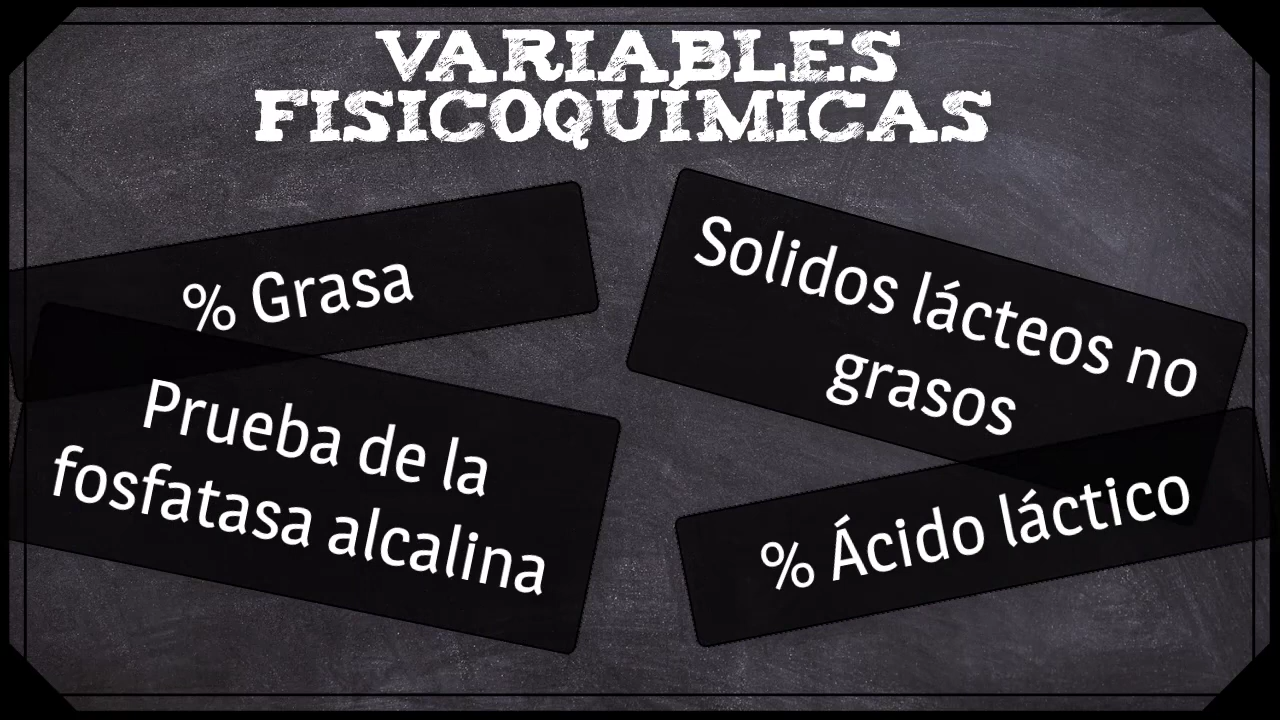 VARIABLES
FISICOQUÍMICAS
% Grasa
Prueba de la
fosfatasa alcalina
Solidos lácteos no
grasos
% Ácido láctico